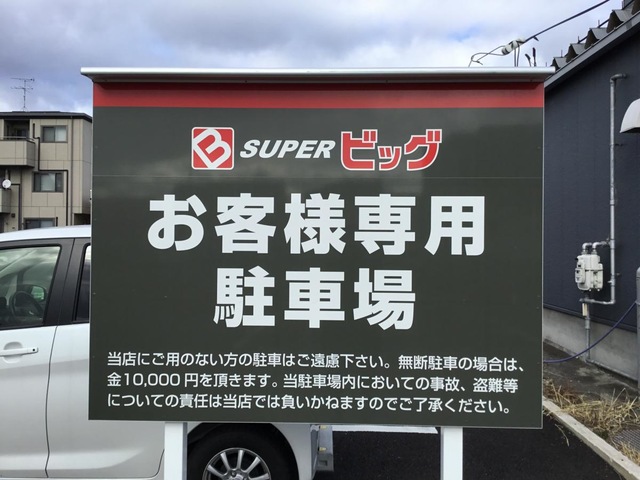 B SUPER ビッグ
お客様専用
駐車場
当店にご用のない方の駐車はご遠慮下さい。無断駐車の場合は、
金10,000円を頂きます。当駐車場内においての事故、盗難等
についての責任は当店では負いかねますのでご了承ください。